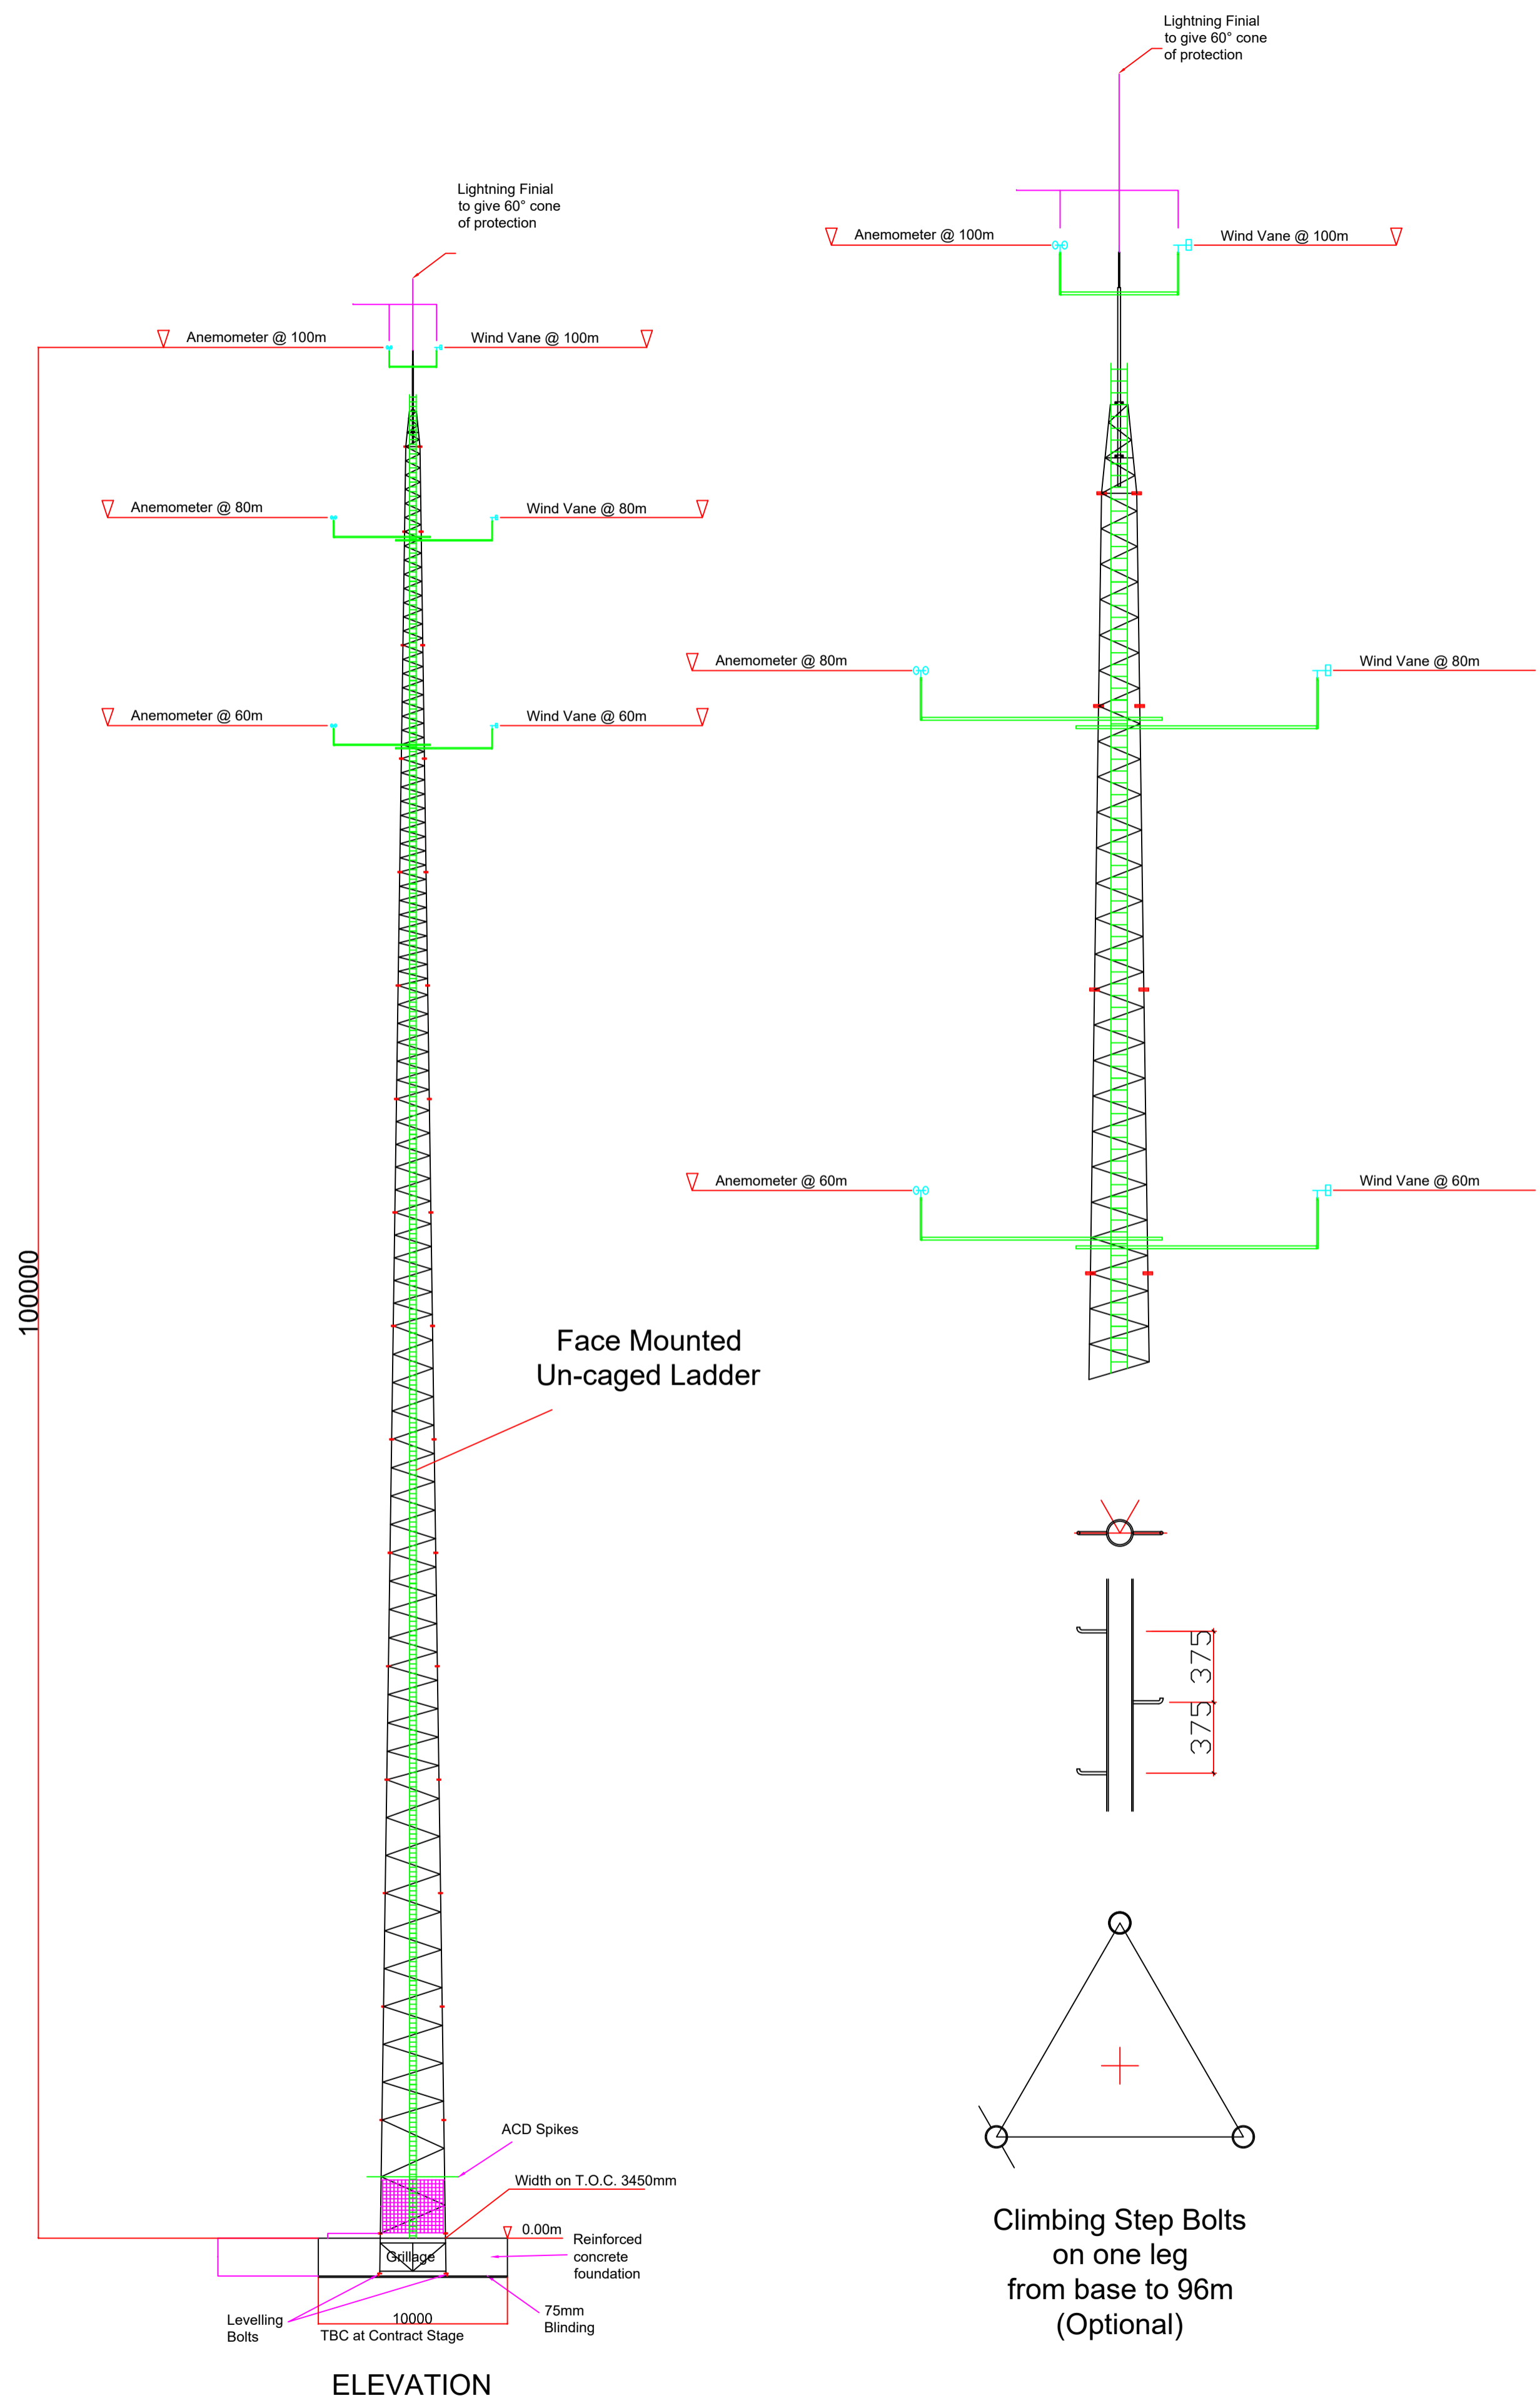 Lightning Finial
to give 60° cone
of protection
Anemometer @ 100m
Wind Vane @ 100m
Anemometer @ 80m
Wind Vane @ 80m
Anemometer @ 60m
Wind Vane @ 60m
100000
Face Mounted
Un-caged Ladder
ACD Spikes
Width on T.O.C. 3450mm
0.00m
Reinforced
concrete
foundation
Grillage
Levelling
Bolts
10000
TBC at Contract Stage
75mm
Blinding
ELEVATION
Lightning Finial
to give 60° cone
of protection
Anemometer @ 100m
Wind Vane @ 100m
Anemometer @ 80m
Wind Vane @ 80m
Anemometer @ 60m
Wind Vane @ 60m
375
375
Climbing Step Bolts
on one leg
from base to 96m
(Optional)